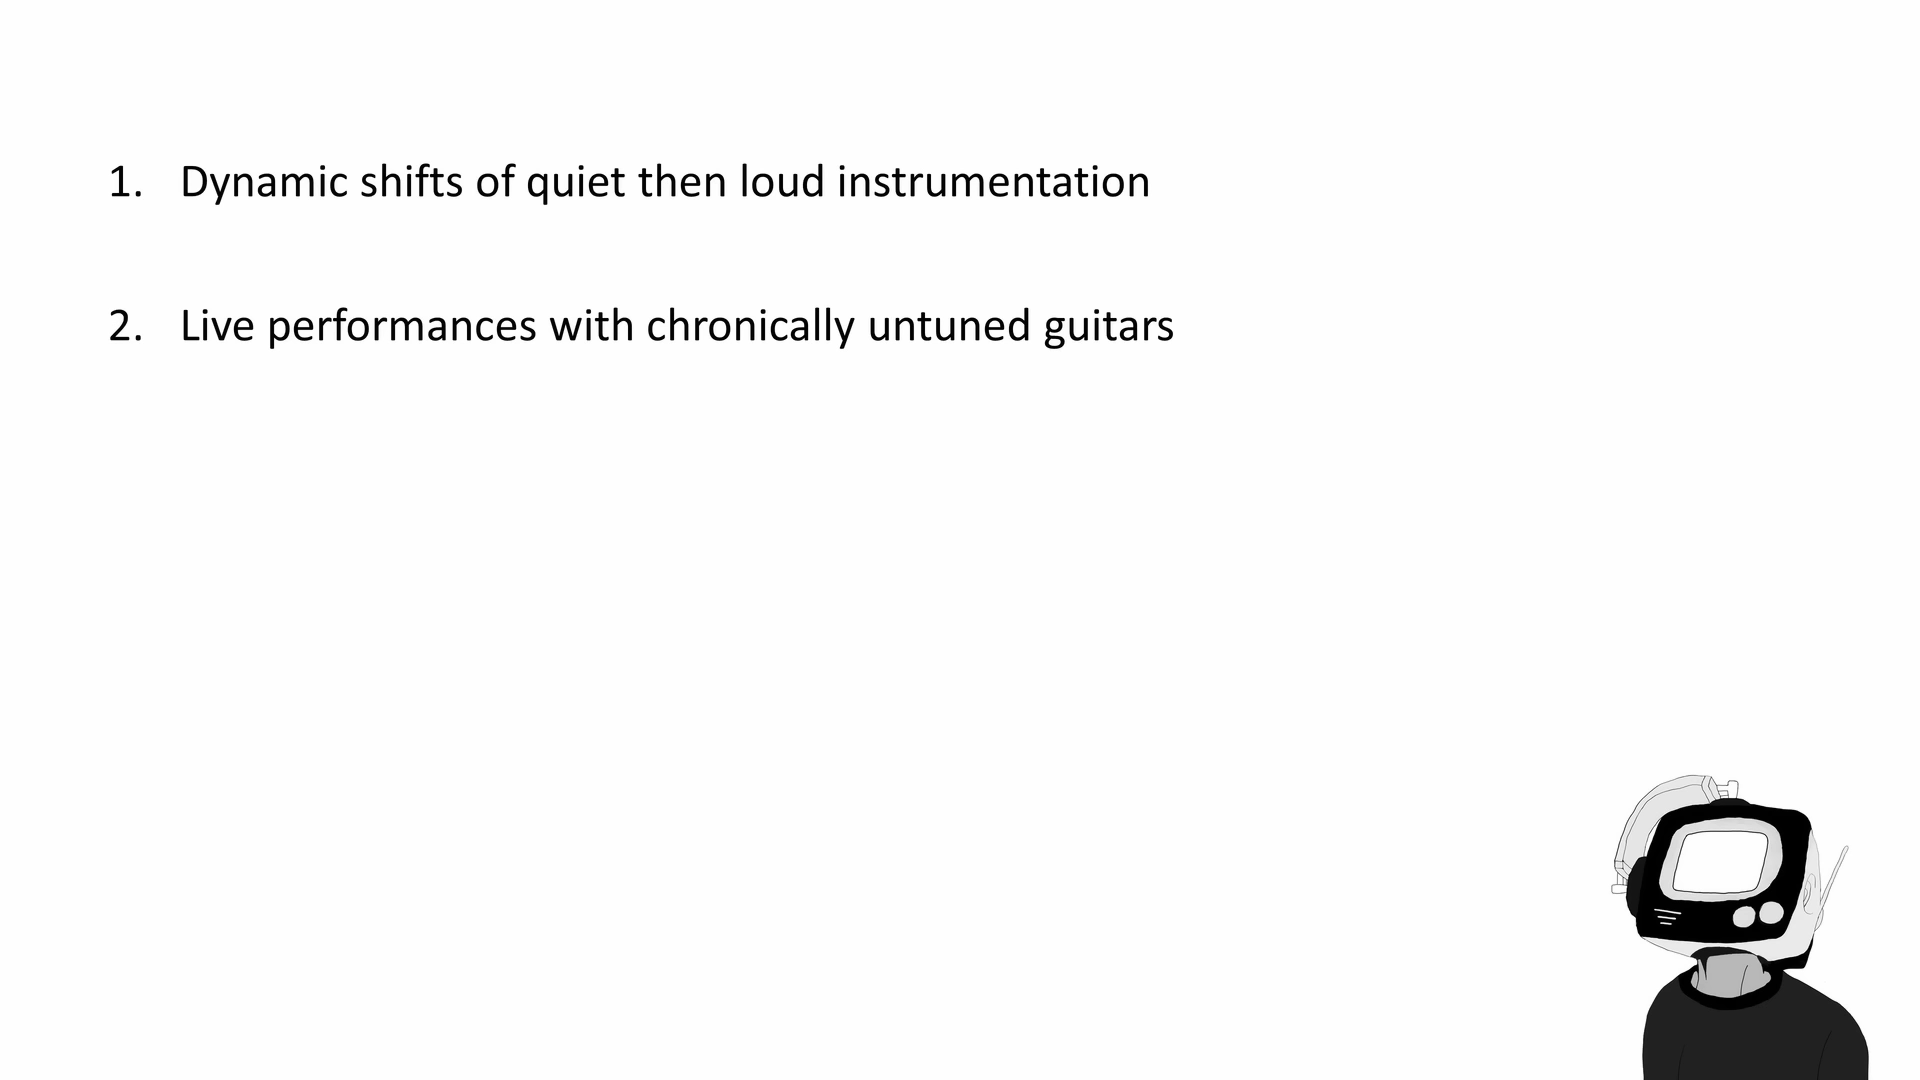 1. Dynamic shifts of quiet then loud instrumentation
2. Live performances with chronically untuned guitars